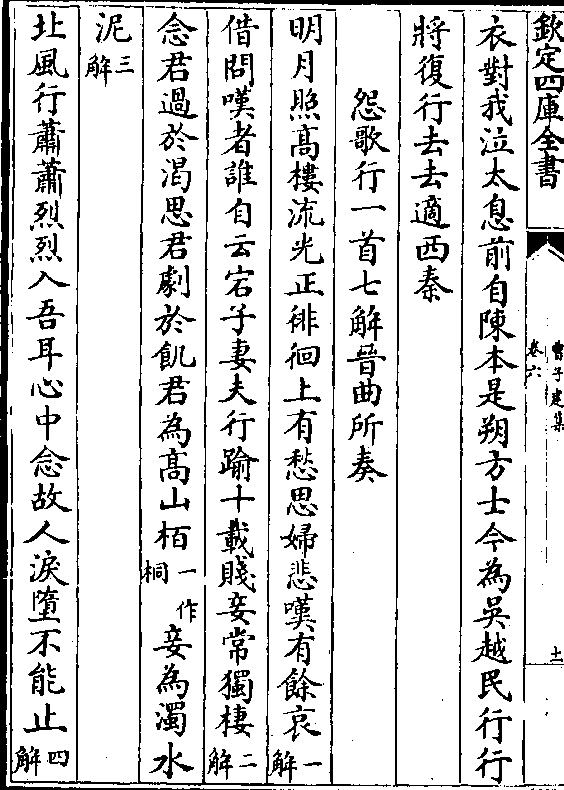 欽定四庫全書
曹子建集
卷六
十一
衣對我泣太息前自陳本是朔方士今為吳越民行行
將復行去去適西秦
怨歌行一首七解晉曲所奏
明月照高樓流光正徘徊上有愁思婦悲嘆有餘哀一解
借問嘆者誰自云宕子妻夫行踰十載賤妾常獨棲二解
念君過於渴思君劇於飢君為高山栢一作桐妾為濁水
泥三解
北風行蕭蕭烈烈入吾耳心中念故人淚墮不能止四解